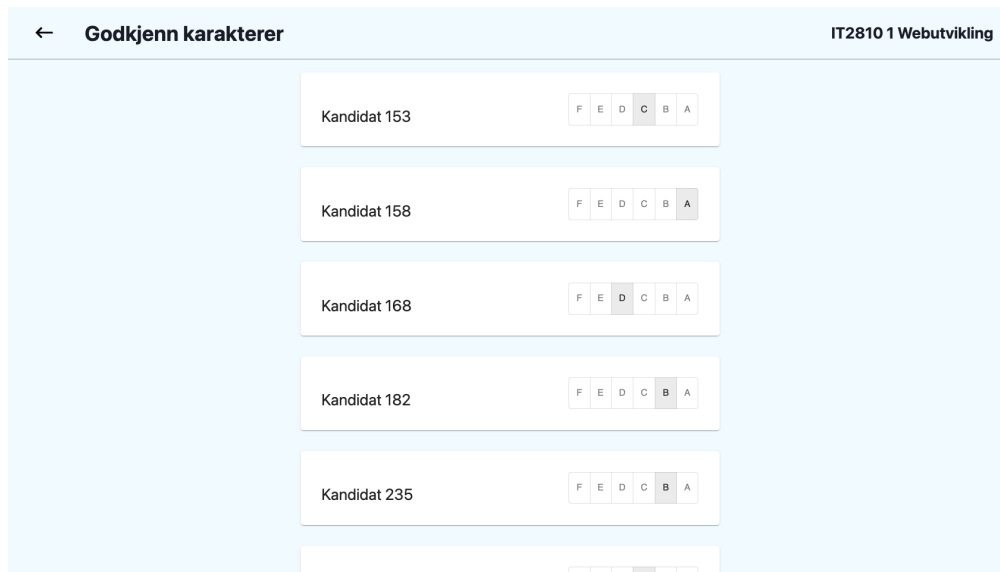 ← Godkjenn karakterer IT2810 1 Webutvikling
Kandidat 153 F E D C B A
Kandidat 158 F E D C B A
Kandidat 168 F E D C B A
Kandidat 182 F E D C B A
Kandidat 235 F E D C B A